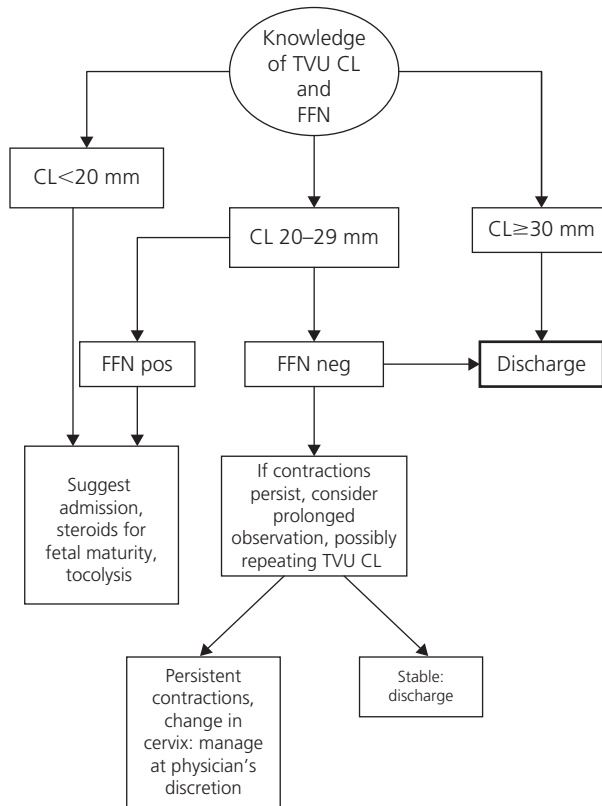 Knowledge
of TVU CL
and
FFN
CL<20 mm
CL 20–29 mm
CL≥30 mm
FFN pos
FFN neg
Discharge
Suggest
admission,
steroids for
fetal maturity,
tocolysis
If contractions
persist, consider
prolonged
observation, possibly
repeating TVU CL
Persistent
contractions,
change in
cervix: manage
at physician’s
discretion
Stable:
discharge